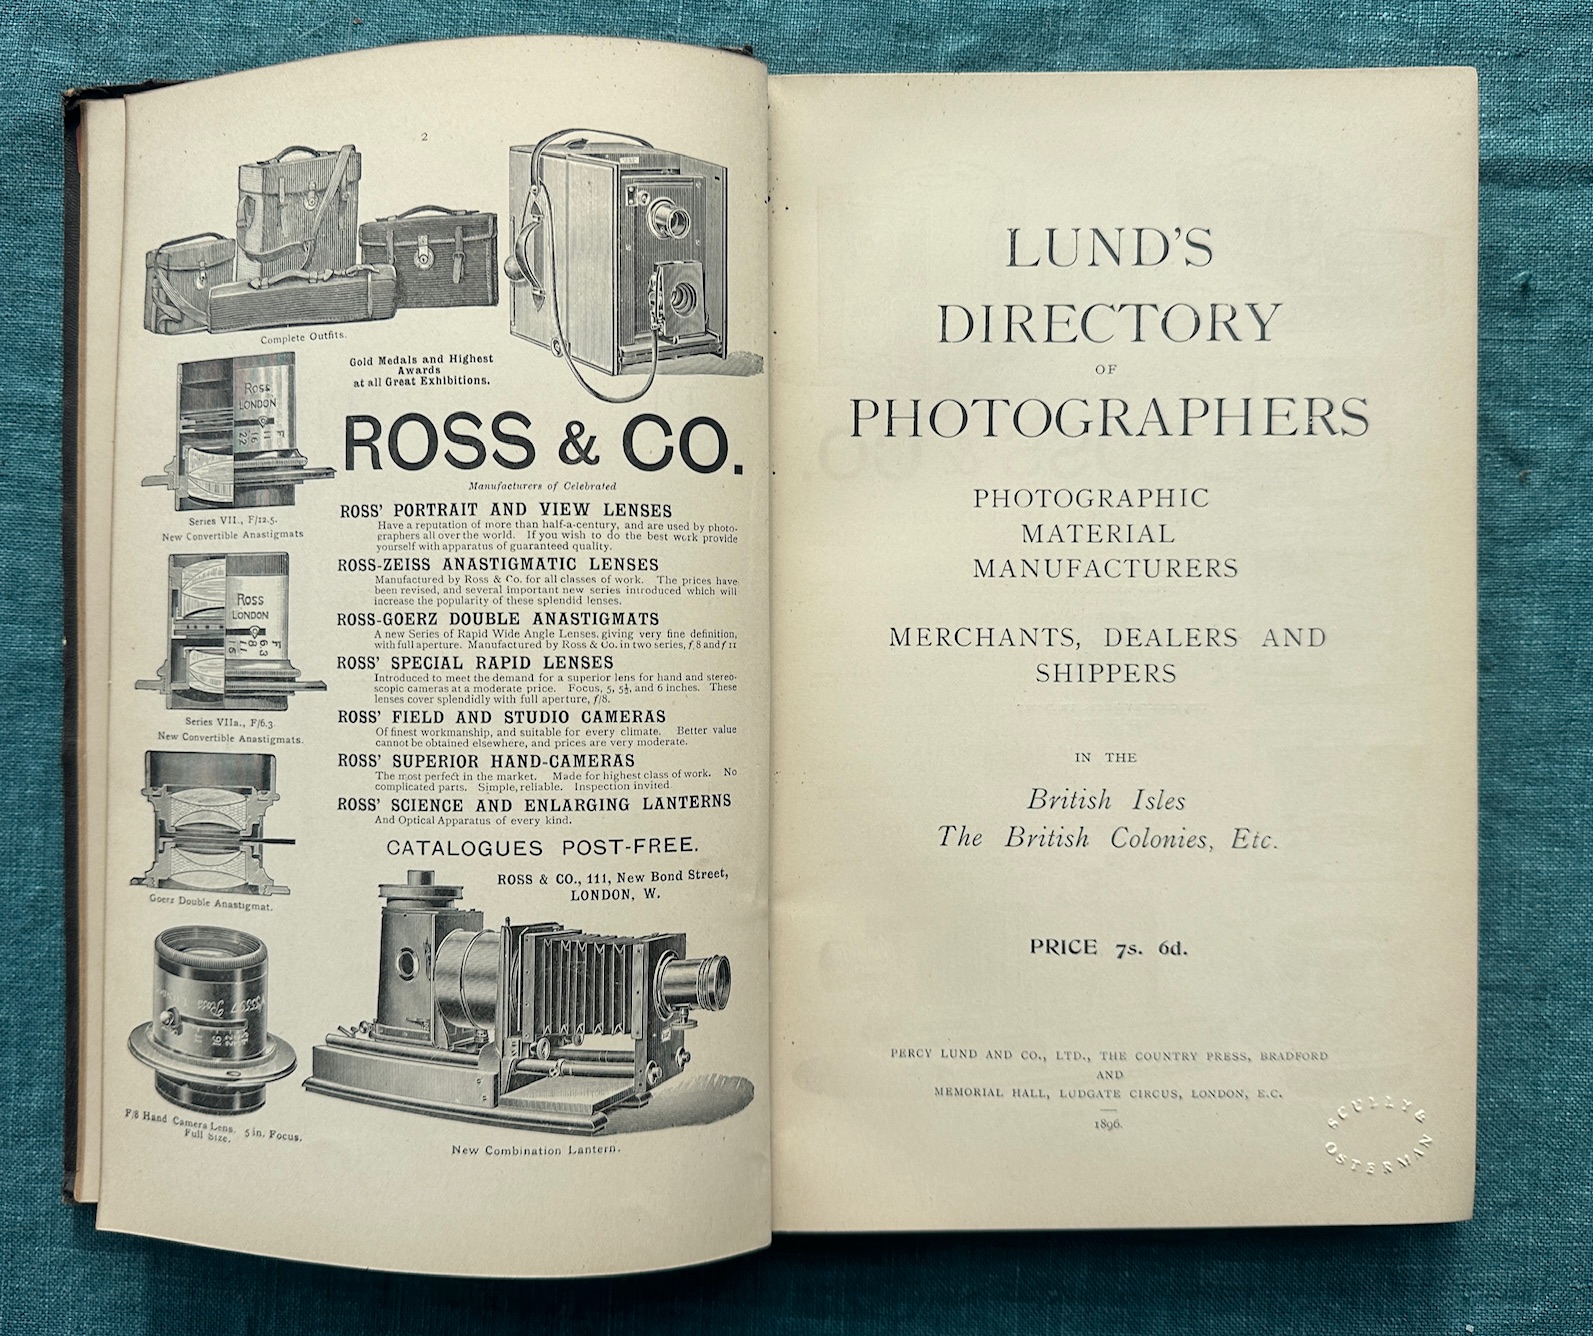 2
Complete Outfits.
Gold Medals and Highest
Awards
at all Great Exhibitions.
Ross
LONDON
F
11
16
22
ROSS & CO.
Manufacturers of Celebrated
Series VII., F/12.5.
New Convertible Anastigmats
ROSS' PORTRAIT AND VIEW LENSES
Have a reputation of more than half-a-century, and are used by photo-
graphers all over the world. If you wish to do the best work provide
yourself with apparatus of guaranteed quality.
ROSS-ZEISS ANASTIGMATIC LENSES
Manufactured by Ross & Co. for all classes of work. The prices have
been revised, and several important new series introduced which will
increase the popularity of these splendid lenses.
Ross
LONDON
F
6.3
8
11
16
ROSS-GOERZ DOUBLE ANASTIGMATS
A new Series of Rapid Wide Angle Lenses. giving very fine definition,
with full aperture. Manufactured by Ross & Co. in two series, f.8 and f 11
ROSS' SPECIAL RAPID LENSES
Introduced to meet the demand for a superior lens for hand and stereo-
scopic cameras at a moderate price. Focus, 5, 5½, and 6 inches. These
lenses cover splendidly with full aperture, f/8.
Series VIIa., F/6.3.
New Convertible Anastigmats.
ROSS' FIELD AND STUDIO CAMERAS
Of finest workmanship, and suitable for every climate. Better value
cannot be obtained elsewhere, and prices are very moderate.
ROSS' SUPERIOR HAND-CAMERAS
The most perfect in the market. Made for highest class of work. No
complicated parts. Simple, reliable. Inspection invited
ROSS' SCIENCE AND ENLARGING LANTERNS
And Optical Apparatus of every kind.
CATALOGUES POST-FREE.
ROSS & CO., 111, New Bond Street,
LONDON, W.
Goerz Double Anastigmat.
F/8 Hand Camera Lens. 5 in. Focus.
Full Size.
New Combination Lantern.
LUND'S
DIRECTORY
OF
PHOTOGRAPHERS
PHOTOGRAPHIC
MATERIAL
MANUFACTURERS
MERCHANTS, DEALERS AND
SHIPPERS
IN THE
British Isles
The British Colonies, Etc.
PRICE 7s. 6d.
PERCY LUND AND CO., LTD., THE COUNTRY PRESS, BRADFORD
AND
MEMORIAL HALL, LUDGATE CIRCUS, LONDON, E.C.
1896.
SCULLY &
OSTERMAN